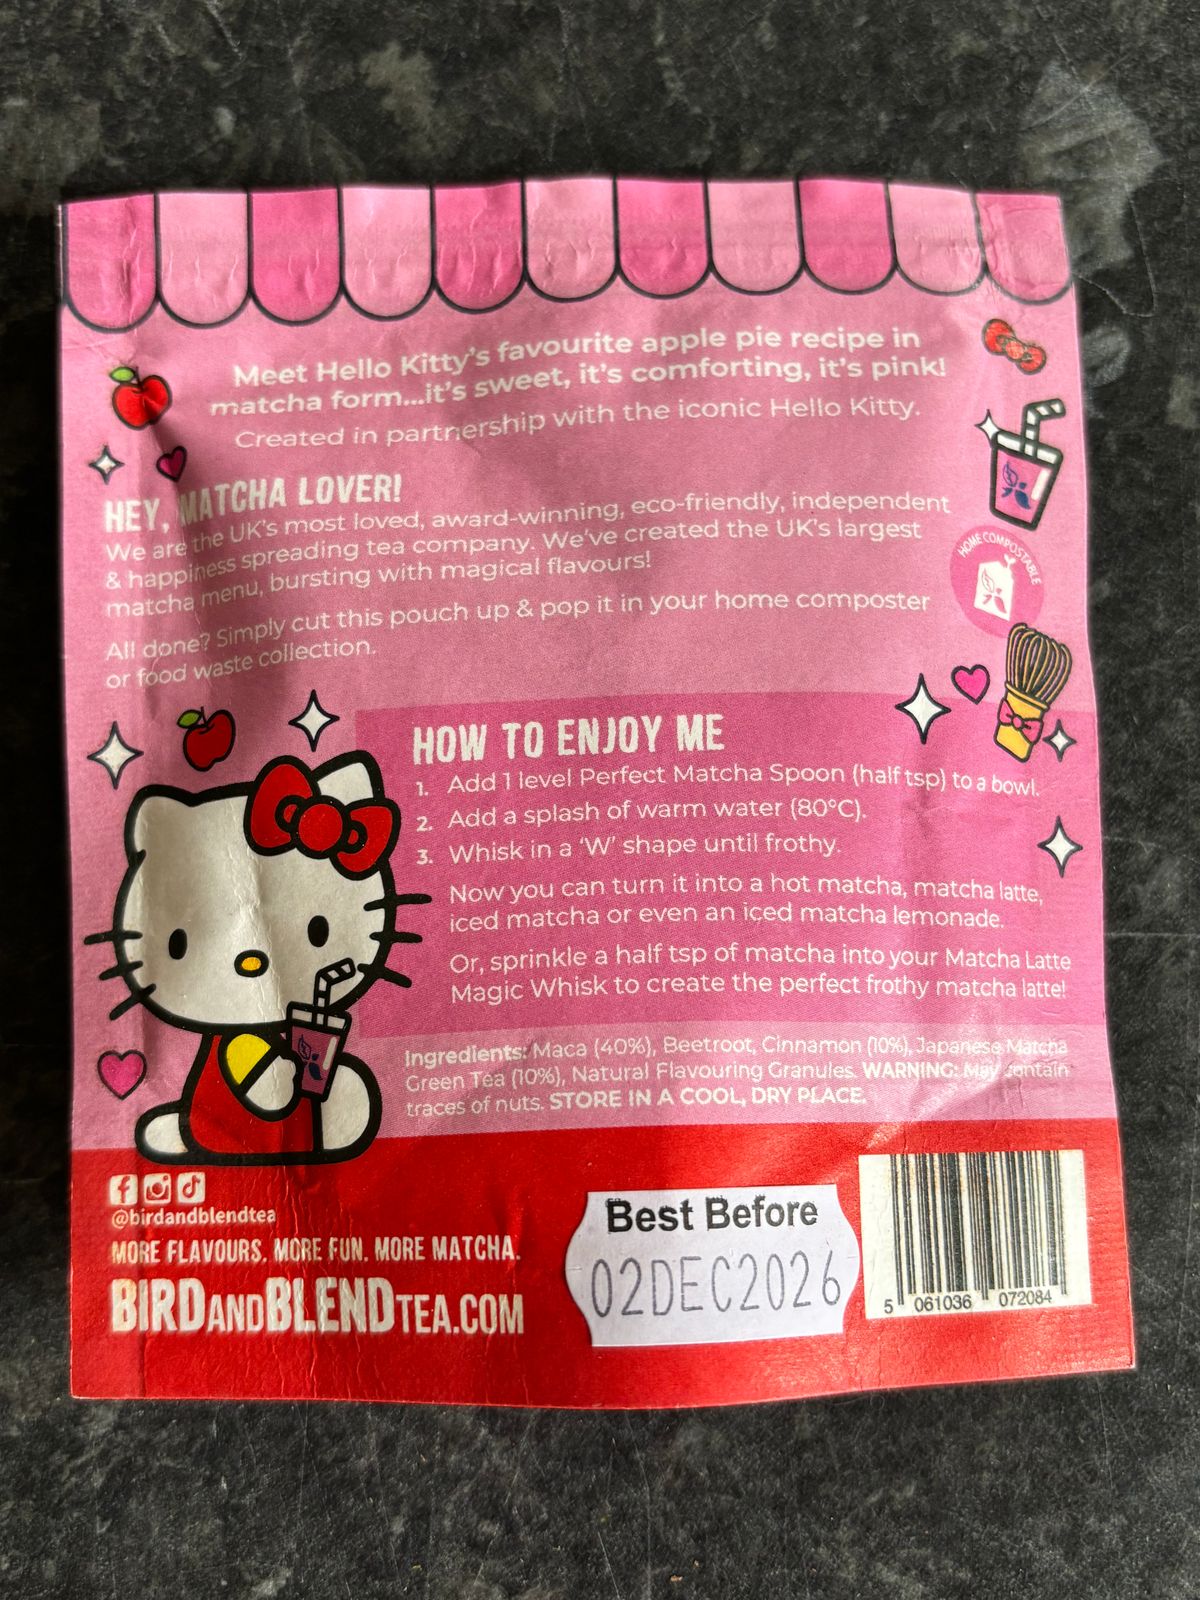 Meet Hello Kitty's favourite apple pie recipe in
matcha form...it's sweet, it's comforting, it's pink!
Created in partnership with the iconic Hello Kitty.
HEY, MATCHA LOVER!
We are the UK's most loved, award-winning, eco-friendly, independent
& happiness spreading tea company. We've created the UK's largest
matcha menu, bursting with magical flavours!
All done? Simply cut this pouch up & pop it in your home composter
or food waste collection.
HOME COMPOSTABLE
HOW TO ENJOY ME
1. Add 1 level Perfect Matcha Spoon (half tsp) to a bowl.
2. Add a splash of warm water (80°C).
3. Whisk in a 'W' shape until frothy.
Now you can turn it into a hot matcha, matcha latte,
iced matcha or even an iced matcha lemonade.
Or, sprinkle a half tsp of matcha into your Matcha Latte
Magic Whisk to create the perfect frothy matcha latte!
Ingredients: Maca (40%), Beetroot, Cinnamon (10%), Japanese Matcha
Green Tea (10%), Natural Flavouring Granules. WARNING: May contain
traces of nuts. STORE IN A COOL, DRY PLACE.
@birdandblendtea
MORE FLAVOURS. MORE FUN. MORE MATCHA.
BIRDANDBLENDTEA.COM
Best Before
02DEC2026
5 061036 072084